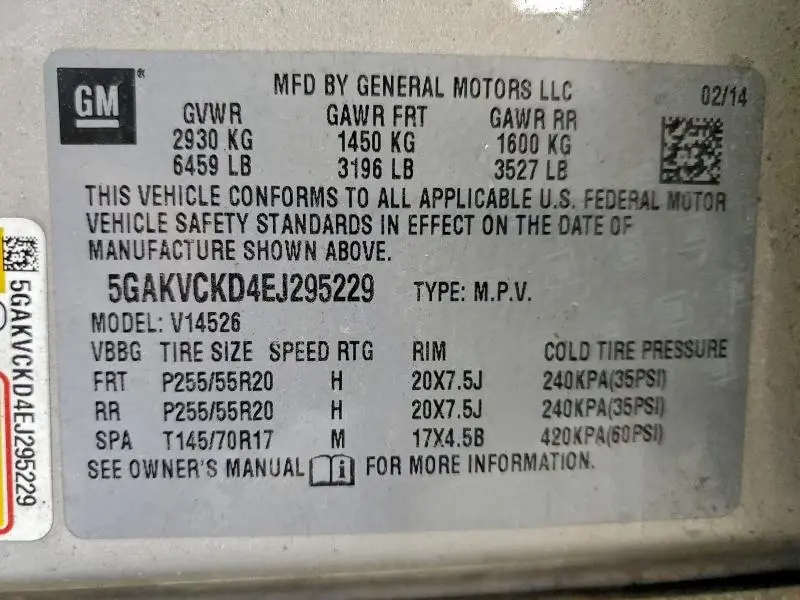 GM
MFD BY GENERAL MOTORS LLC
02/14
GVWR GAWR FRT GAWR RR
2930 KG 1450 KG 1600 KG
6459 LB 3196 LB 3527 LB
THIS VEHICLE CONFORMS TO ALL APPLICABLE U.S. FEDERAL MOTOR
VEHICLE SAFETY STANDARDS IN EFFECT ON THE DATE OF
MANUFACTURE SHOWN ABOVE.
5GAKVCKD4EJ295229 TYPE: M.P.V.
MODEL: V14526
VBBG TIRE SIZE SPEED RTG RIM COLD TIRE PRESSURE
FRT P255/55R20 H 20X7.5J 240KPA(35PSI)
RR P255/55R20 H 20X7.5J 240KPA(35PSI)
SPA T145/70R17 M 17X4.5B 420KPA(60PSI)
SEE OWNER'S MANUAL i FOR MORE INFORMATION.
5GAKVCKD4EJ295229